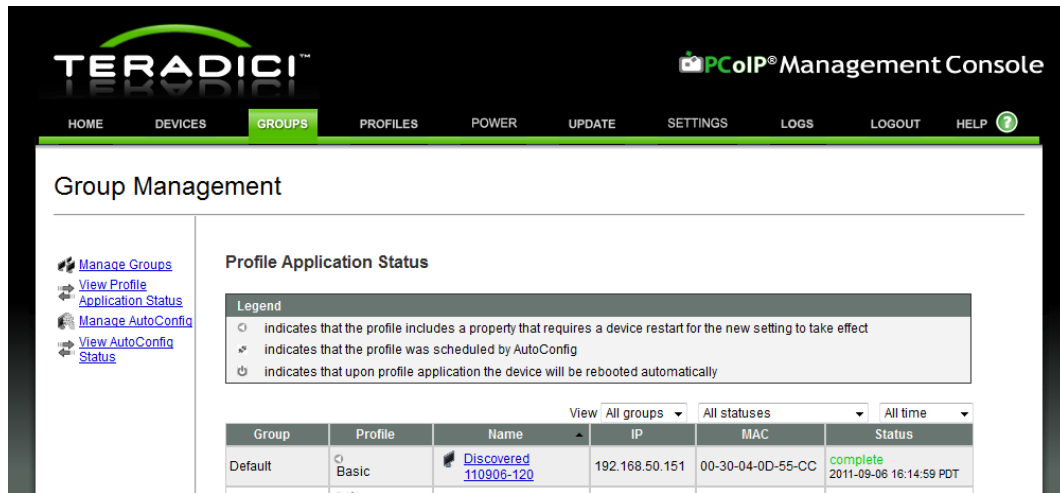 TERADICI™
PCoIP® Management Console
HOME DEVICES GROUPS PROFILES POWER UPDATE SETTINGS LOGS LOGOUT HELP ?
Group Management
Manage Groups
View Profile
Application Status
Manage AutoConfig
View AutoConfig
Status
Profile Application Status
Legend
indicates that the profile includes a property that requires a device restart for the new setting to take effect
indicates that the profile was scheduled by AutoConfig
indicates that upon profile application the device will be rebooted automatically
View All groups All statuses All time
Group Profile Name IP MAC Status
Default Basic Discovered 192.168.50.151 00-30-04-0D-55-CC complete
110906-120 2011-09-06 16:14:59 PDT